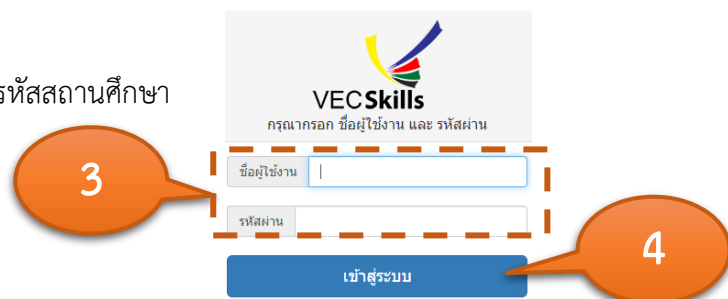 รหัสสถานศึกษา
VECSkills
กรุณากรอก ชื่อผู้ใช้งาน และ รหัสผ่าน
3
ชื่อผู้ใช้งาน
รหัสผ่าน
4
เข้าสู่ระบบ